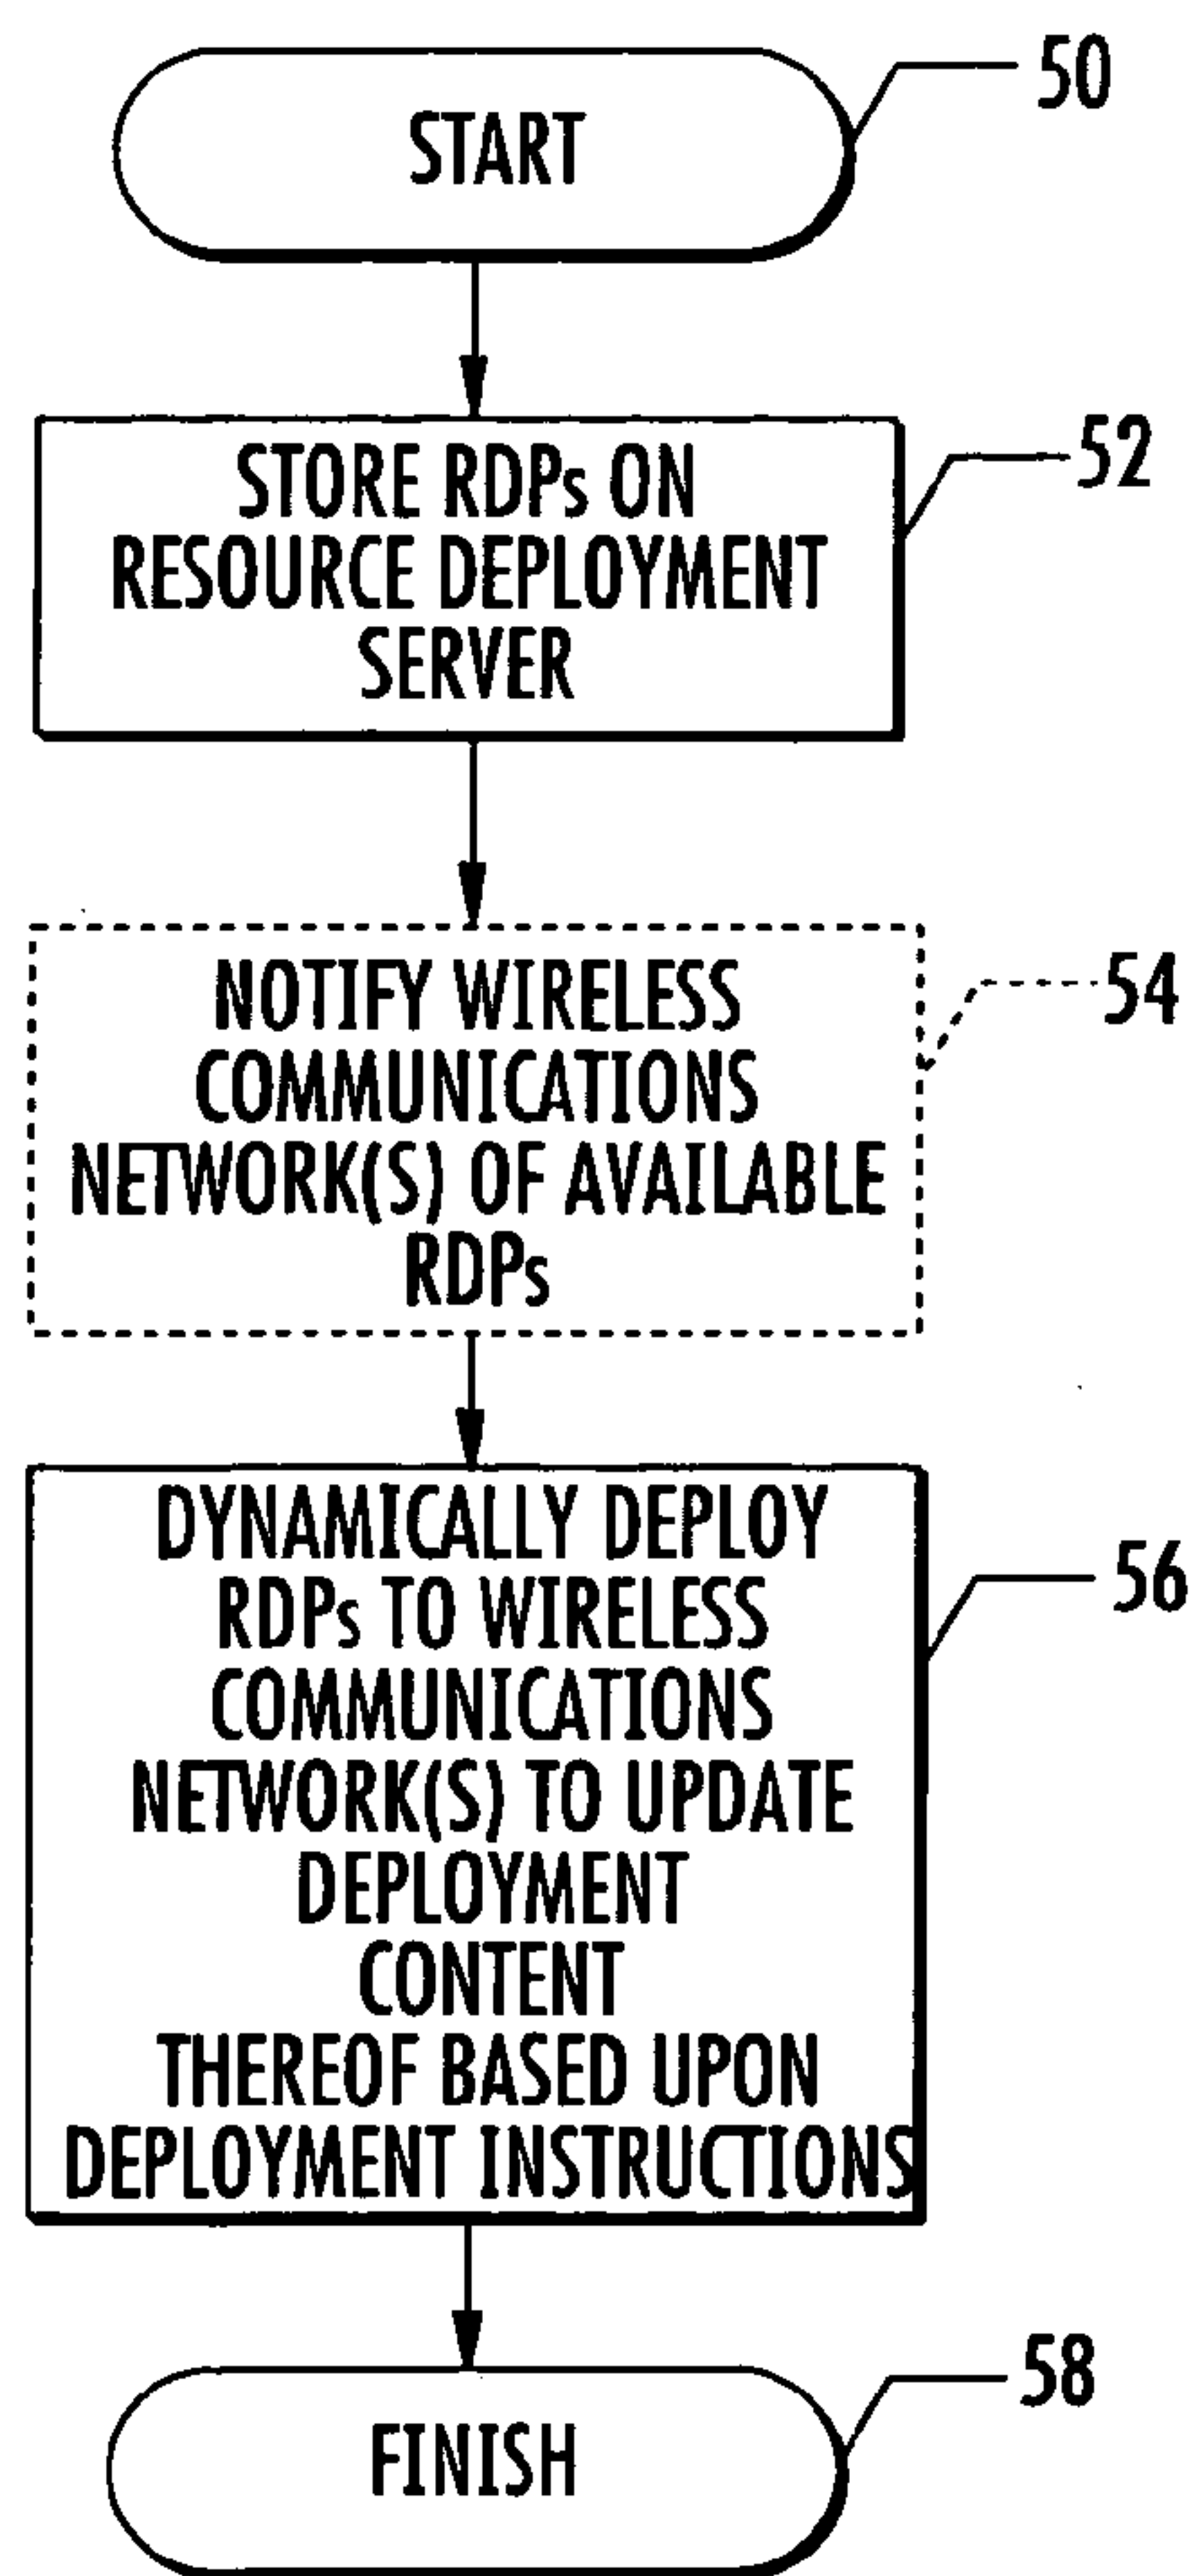 START
50
STORE RDPs ON
RESOURCE DEPLOYMENT
SERVER
52
NOTIFY WIRELESS
COMMUNICATIONS
NETWORK(S) OF AVAILABLE
RDPs
54
DYNAMICALLY DEPLOY
RDPs TO WIRELESS
COMMUNICATIONS
NETWORK(S) TO UPDATE
DEPLOYMENT
CONTENT
THEREOF BASED UPON
DEPLOYMENT INSTRUCTIONS
56
FINISH
58